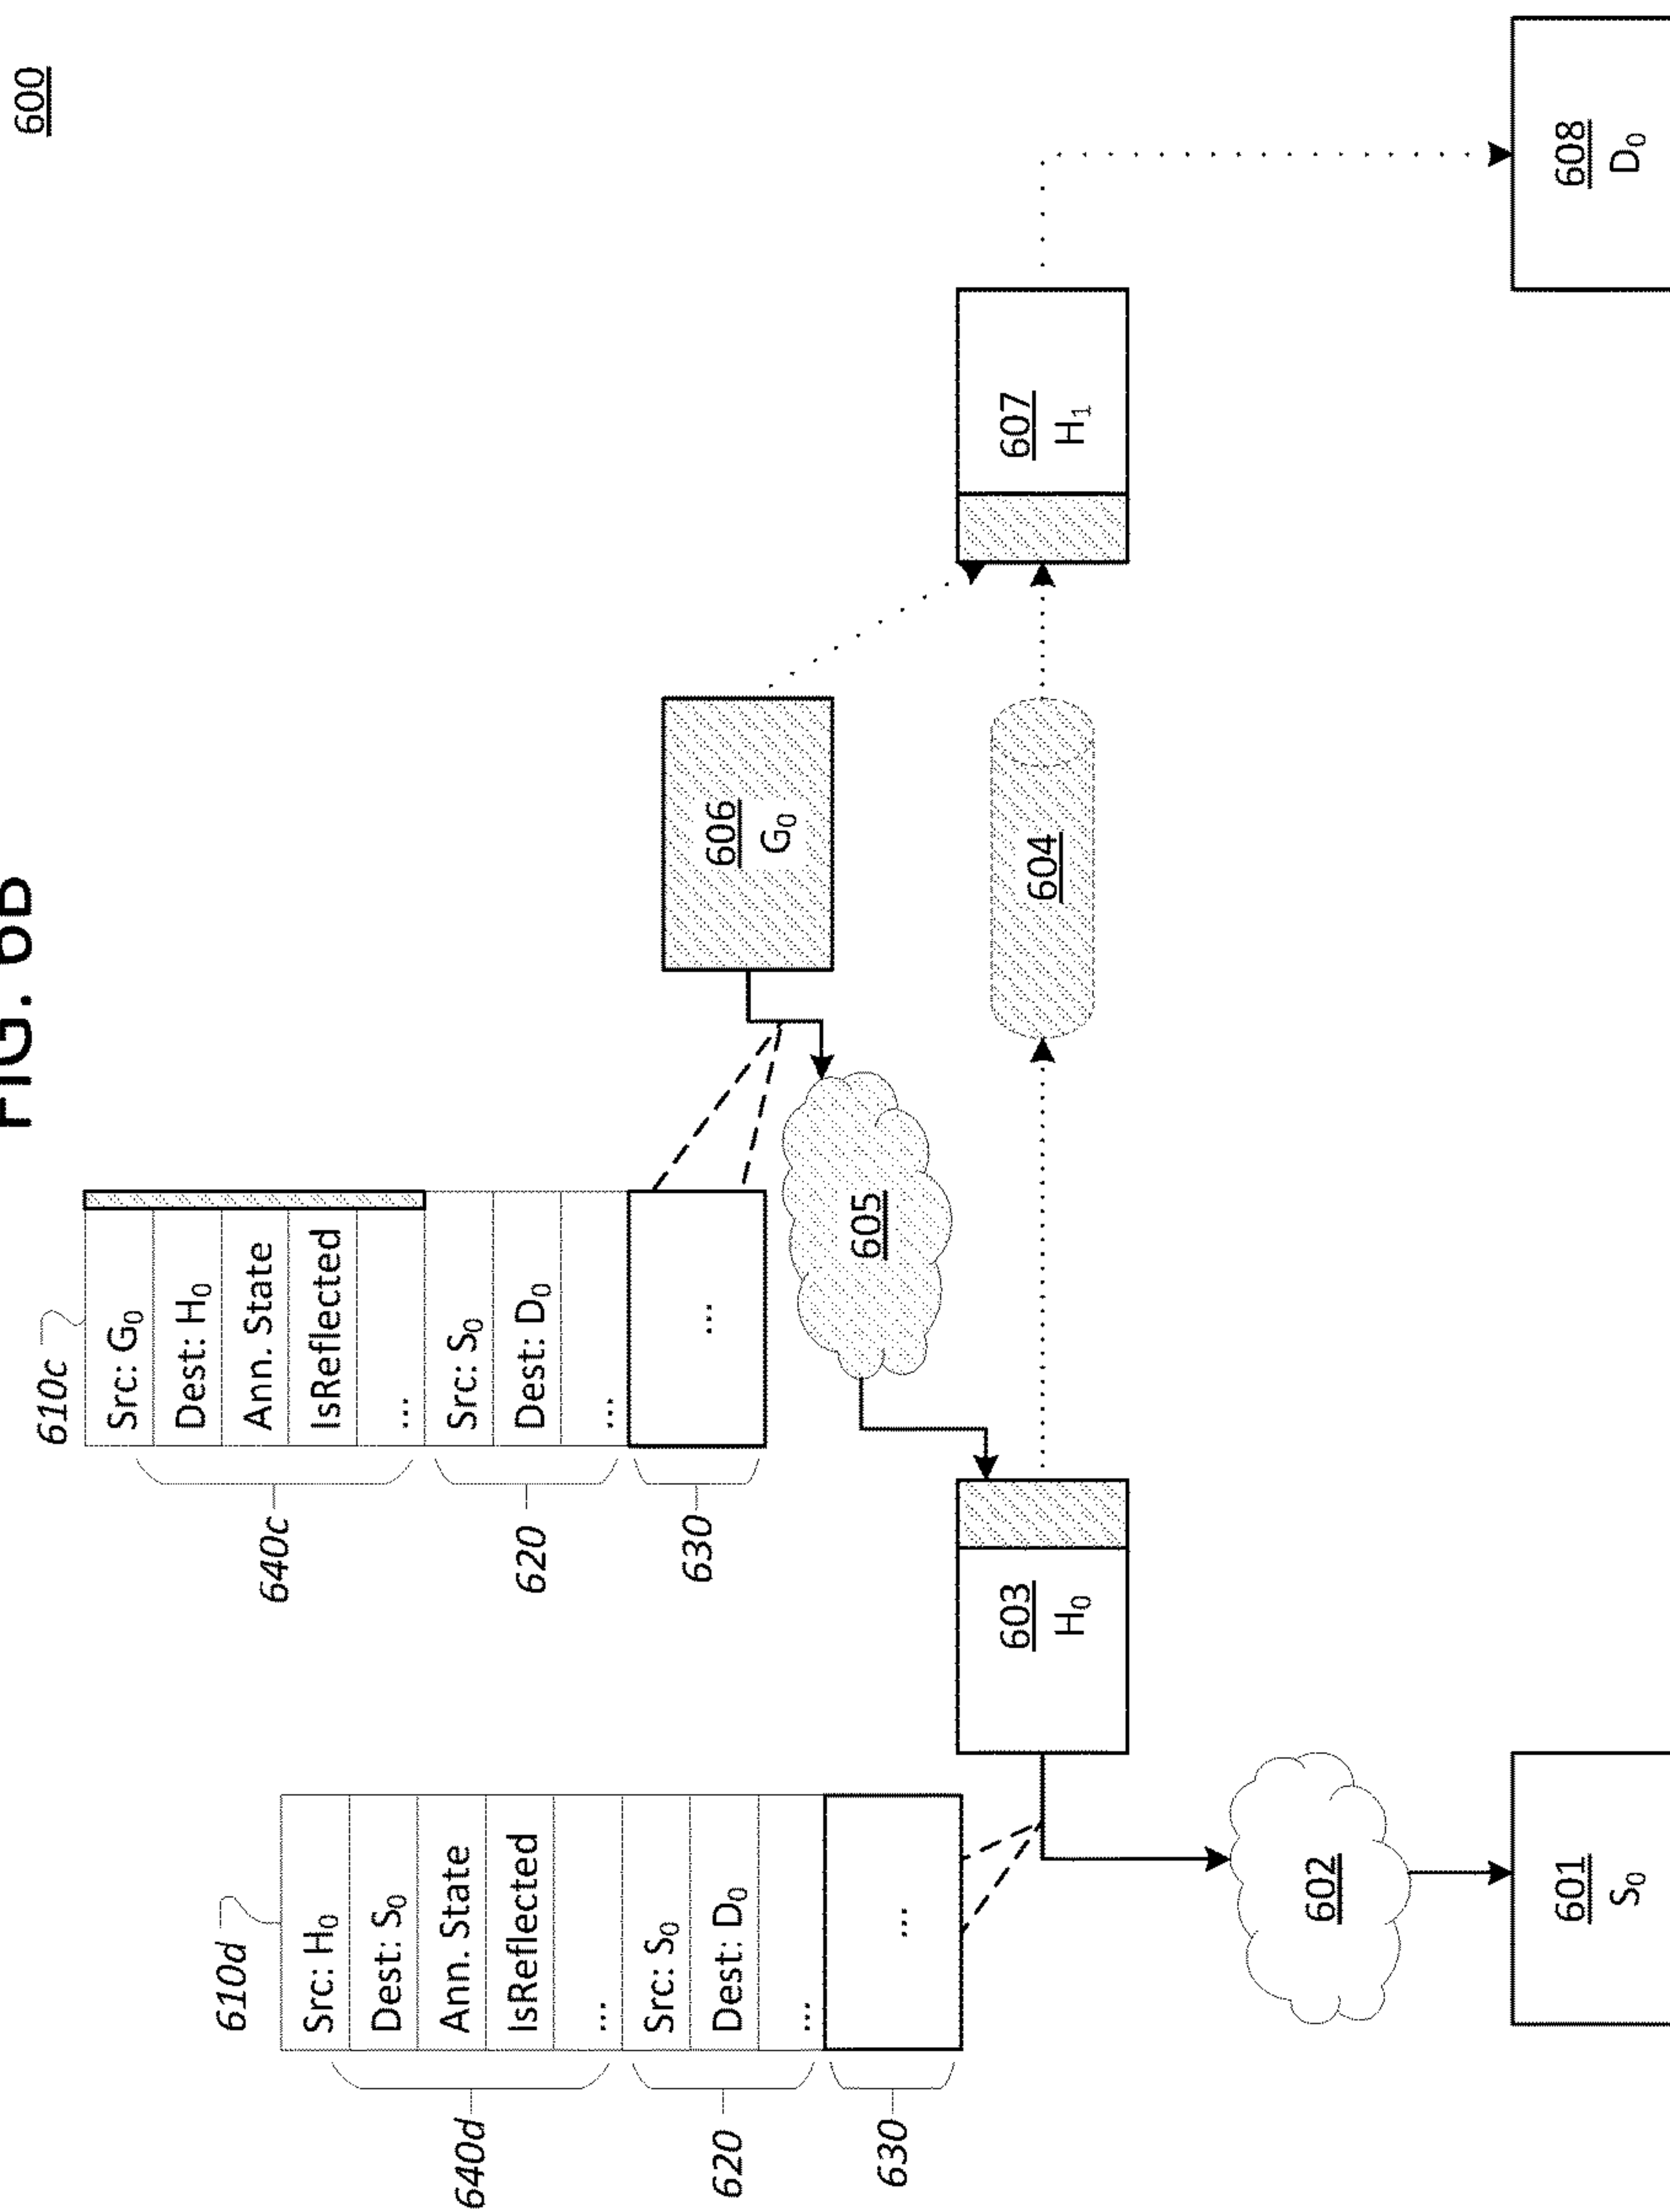 FIG. 6B
600
610c
Src: G₀
Dest: H₀
Ann. State
IsReflected
...
Src: S₀
Dest: D₀
...
...
640c
620
630
610d
Src: H₀
Dest: S₀
Ann. State
IsReflected
...
Src: S₀
Dest: D₀
...
...
640d
620
630
606
G₀
605
604
603
H₀
607
H₁
602
601
S₀
608
D₀